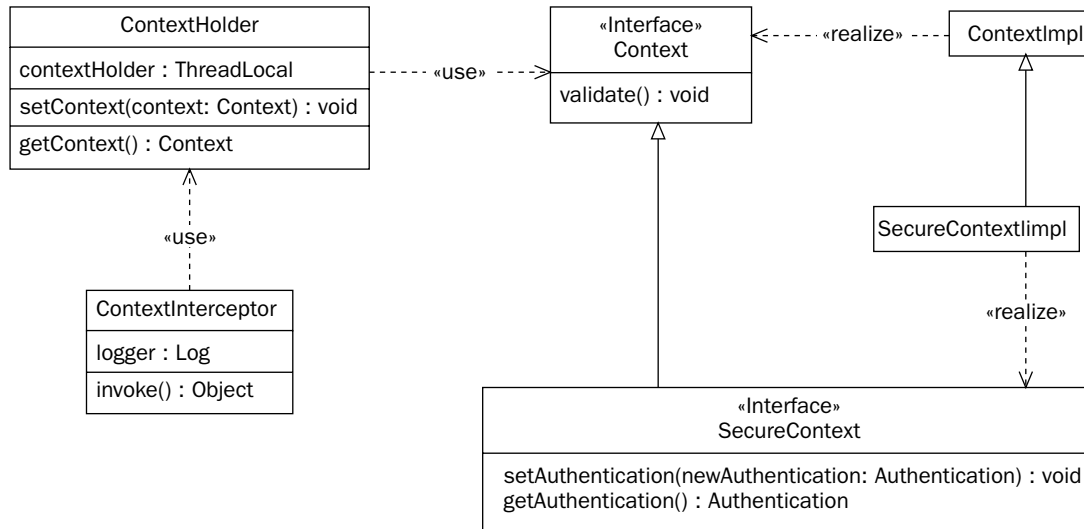 ContextHolder
contextHolder : ThreadLocal
setContext(context: Context) : void
getContext() : Context
«use»
«Interface»
Context
validate() : void
«realize»
ContextImpl
«use»
SecureContextIimpl
«realize»
ContextInterceptor
logger : Log
invoke() : Object
«Interface»
SecureContext
setAuthentication(newAuthentication: Authentication) : void
getAuthentication() : Authentication